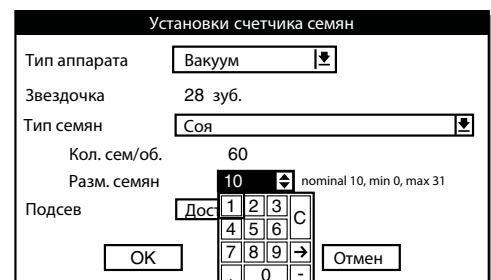 Установки счетчика семян
Тип аппарата Вакуум
Звездочка 28 зуб.
Тип семян Соя
Кол. сем/об. 60
Разм. семян 10 nominal 10, min 0, max 31
Подсев
1 2 3 C
4 5 6
7 8 9 →
. 0 -
OK Отмен